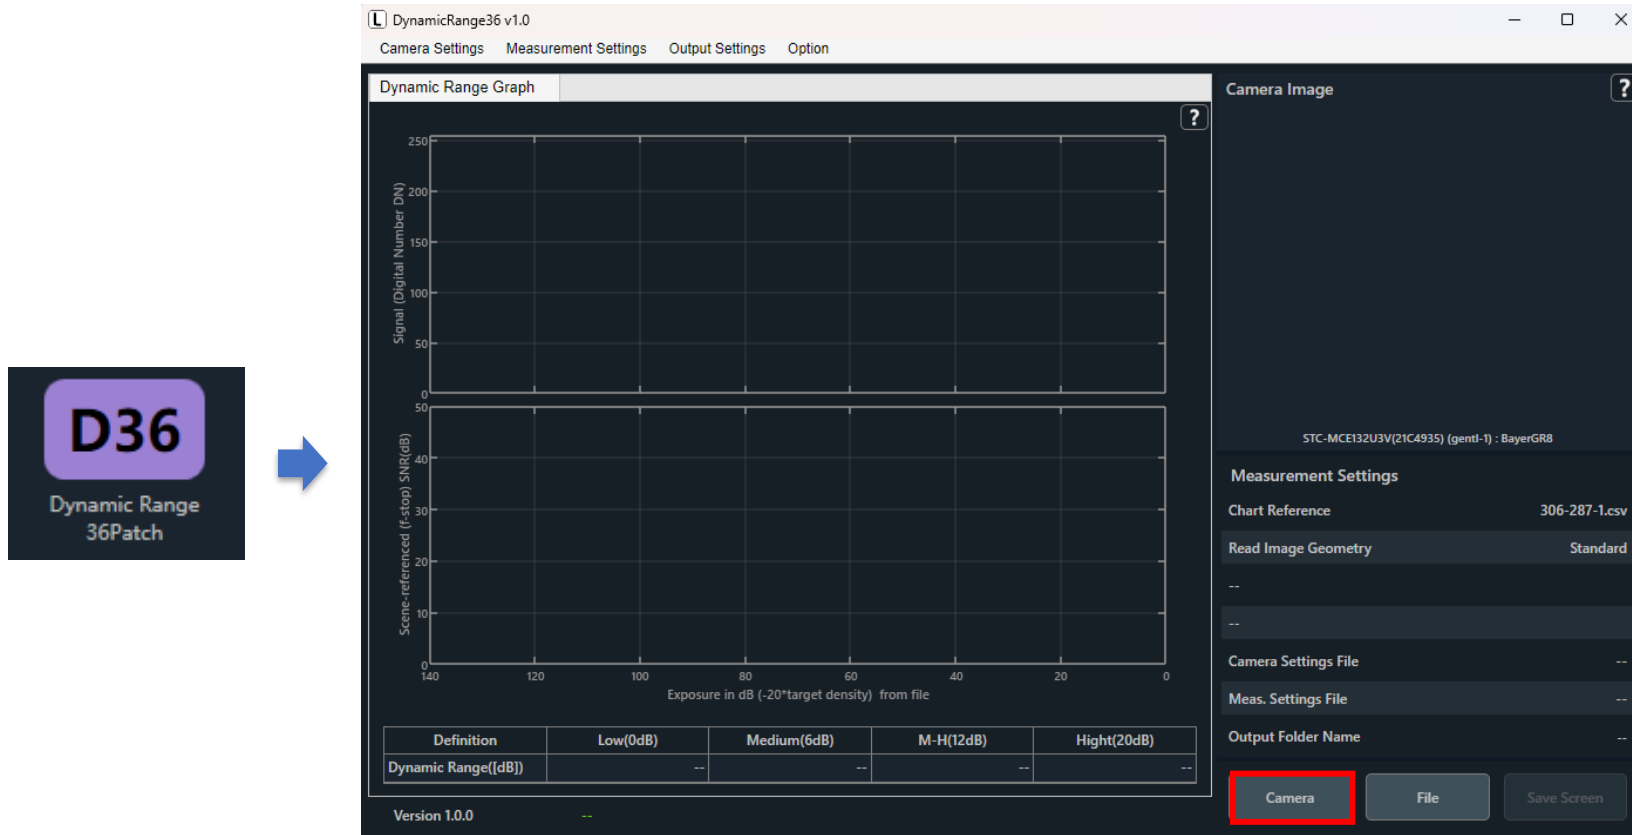 D36
Dynamic Range
36Patch
L DynamicRange36 v1.0
Camera Settings Measurement Settings Output Settings Option
Dynamic Range Graph
?
250
200
150
100
50
0
Signal (Digital Number DN)
50
40
30
20
10
0
Scene-referenced (f-stop) SNR(dB)
140 120 100 80 60 40 20 0
Exposure in dB (-20*target density) from file
Definition Low(0dB) Medium(6dB) M-H(12dB) Hight(20dB)
Dynamic Range([dB]) -- -- -- --
Version 1.0.0 --
Camera Image ?
STC-MCE132U3V(21C4935) (gentl-1) : BayerGR8
Measurement Settings
Chart Reference 306-287-1.csv
Read Image Geometry Standard
--
--
Camera Settings File --
Meas. Settings File --
Output Folder Name --
Camera File Save Screen